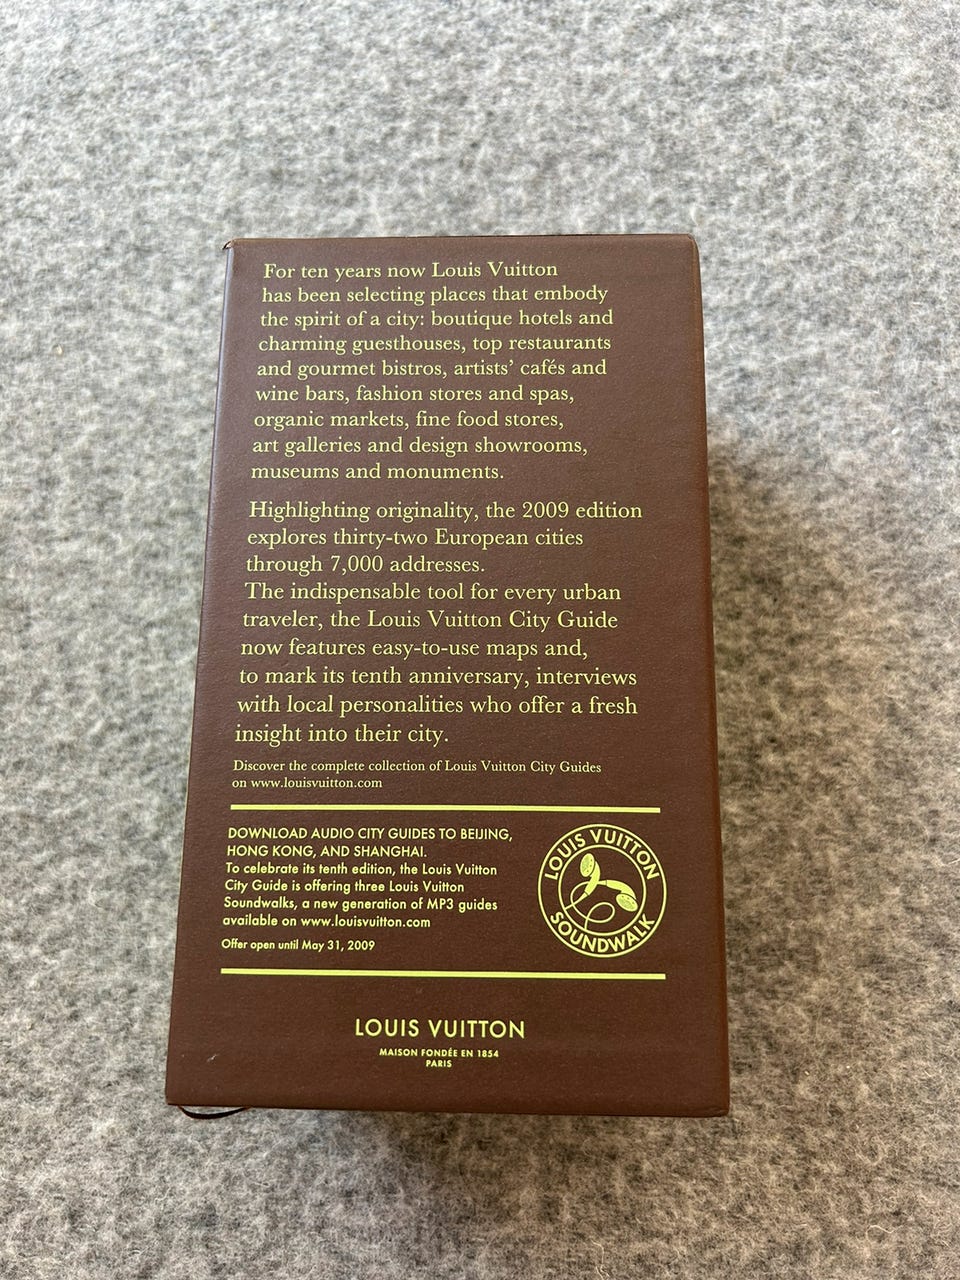 For ten years now Louis Vuitton
has been selecting places that embody
the spirit of a city: boutique hotels and
charming guesthouses, top restaurants
and gourmet bistros, artists’ cafés and
wine bars, fashion stores and spas,
organic markets, fine food stores,
art galleries and design showrooms,
museums and monuments.
Highlighting originality, the 2009 edition
explores thirty-two European cities
through 7,000 addresses.
The indispensable tool for every urban
traveler, the Louis Vuitton City Guide
now features easy-to-use maps and,
to mark its tenth anniversary, interviews
with local personalities who offer a fresh
insight into their city.
Discover the complete collection of Louis Vuitton City Guides
on www.louisvuitton.com
DOWNLOAD AUDIO CITY GUIDES TO BEIJING,
HONG KONG, AND SHANGHAI.
To celebrate its tenth edition, the Louis Vuitton
City Guide is offering three Louis Vuitton
Soundwalks, a new generation of MP3 guides
available on www.louisvuitton.com
Offer open until May 31, 2009
LOUIS VUITTON
SOUNDWALK
LOUIS VUITTON
MAISON FONDÉE EN 1854
PARIS